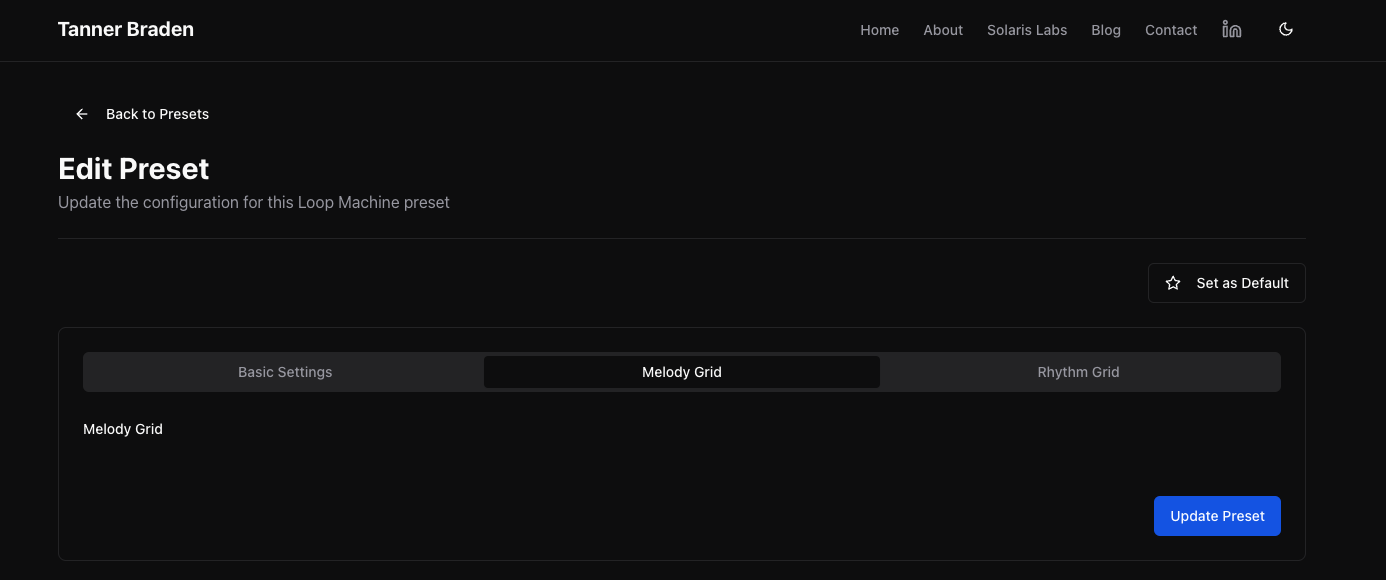 Tanner Braden
Home About Solaris Labs Blog Contact in
Back to Presets
Edit Preset
Update the configuration for this Loop Machine preset
Set as Default
Basic Settings Melody Grid Rhythm Grid
Melody Grid
Update Preset